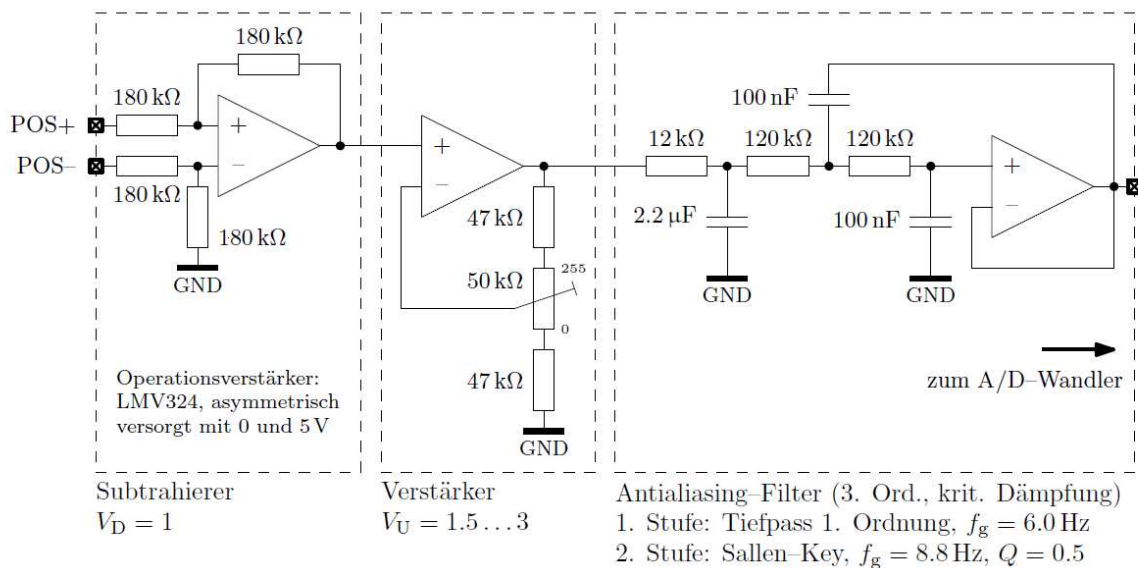 180 kΩ
180 kΩ
POS+
+
POS–
–
180 kΩ
180 kΩ
GND
Operationsverstärker:
LMV324, asymmetrisch
versorgt mit 0 und 5 V
Subtrahierer
V_D = 1
+
–
47 kΩ
50 kΩ
255
0
47 kΩ
GND
Verstärker
V_U = 1.5 … 3
100 nF
12 kΩ
120 kΩ
120 kΩ
+
–
2.2 µF
100 nF
GND
GND
zum A/D–Wandler
Antialiasing–Filter (3. Ord., krit. Dämpfung)
1. Stufe: Tiefpass 1. Ordnung, f_g = 6.0 Hz
2. Stufe: Sallen–Key, f_g = 8.8 Hz, Q = 0.5